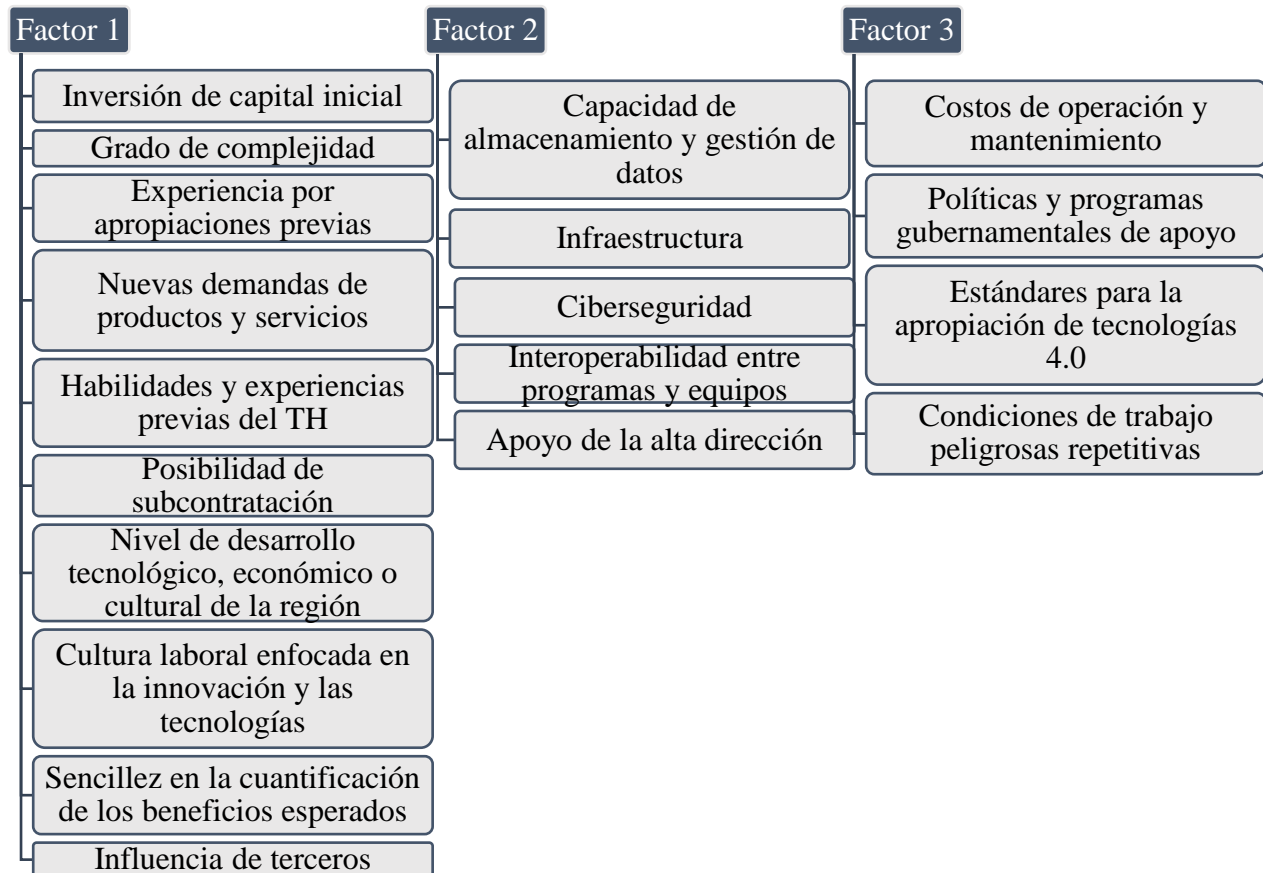 Factor 1
Inversión de capital inicial
Grado de complejidad
Experiencia por
apropiaciones previas
Nuevas demandas de
productos y servicios
Habilidades y experiencias
previas del TH
Posibilidad de
subcontratación
Nivel de desarrollo
tecnológico, económico o
cultural de la región
Cultura laboral enfocada en
la innovación y las
tecnologías
Sencillez en la cuantificación
de los beneficios esperados
Influencia de terceros
Factor 2
Capacidad de
almacenamiento y gestión de
datos
Infraestructura
Ciberseguridad
Interoperabilidad entre
programas y equipos
Apoyo de la alta dirección
Factor 3
Costos de operación y
mantenimiento
Políticas y programas
gubernamentales de apoyo
Estándares para la
apropiación de tecnologías
4.0
Condiciones de trabajo
peligrosas repetitivas